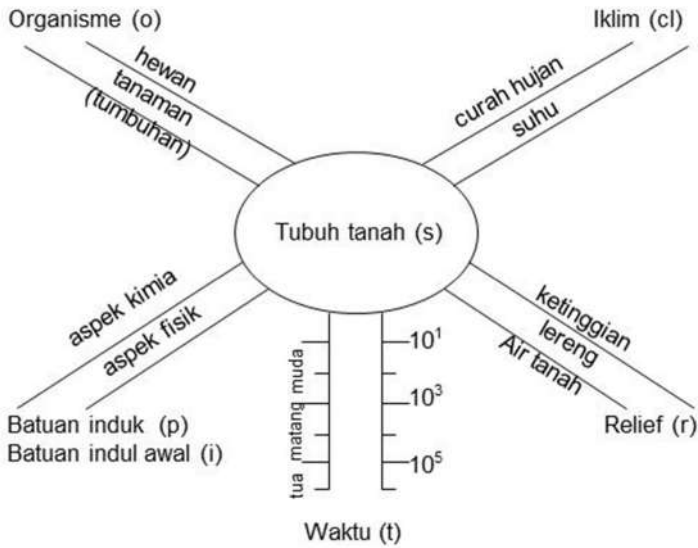 Organisme (o)
Iklim (cl)
hewan
tanaman
(tumbuhan)
curah hujan
suhu
Tubuh tanah (s)
aspek kimia
aspek fisik
ketinggian
lereng
Air tanah
muda
matang
tua
10¹
10³
10⁵
Batuan induk (p)
Batuan indul awal (i)
Relief (r)
Waktu (t)